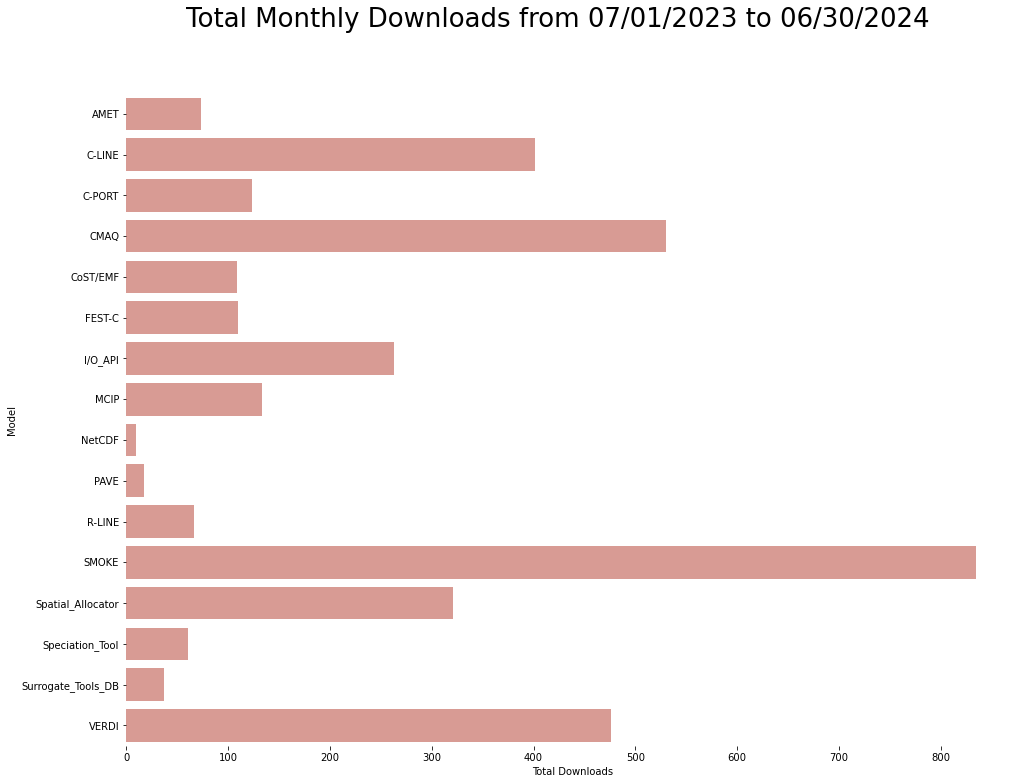 Total Monthly Downloads from 07/01/2023 to 06/30/2024
AMET
C-LINE
C-PORT
CMAQ
CoST/EMF
FEST-C
I/O_API
MCIP
Model
NetCDF
PAVE
R-LINE
SMOKE
Spatial_Allocator
Speciation_Tool
Surrogate_Tools_DB
VERDI
0 100 200 300 400 500 600 700 800
Total Downloads